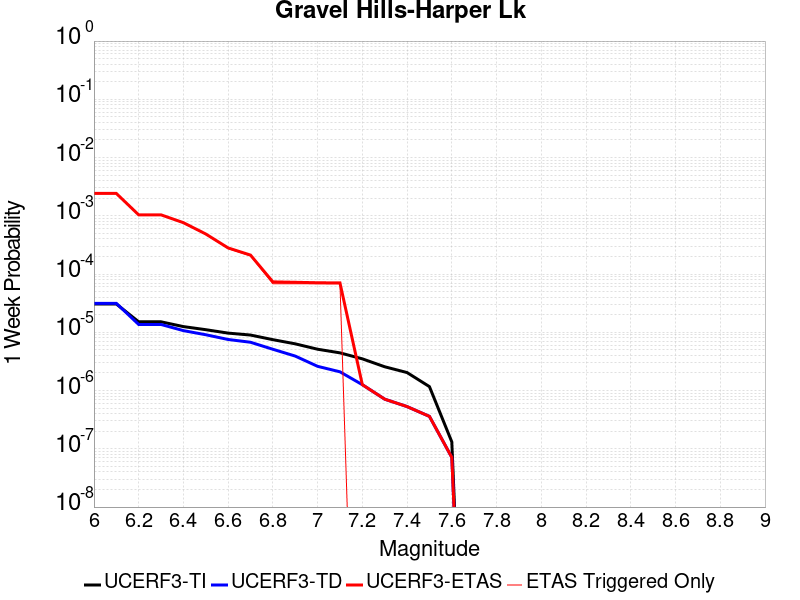 Gravel Hills-Harper Lk
10^0
10^-1
10^-2
10^-3
10^-4
10^-5
10^-6
10^-7
10^-8
1 Week Probability
6 6.2 6.4 6.6 6.8 7 7.2 7.4 7.6 7.8 8 8.2 8.4 8.6 8.8 9
Magnitude
UCERF3-TI UCERF3-TD UCERF3-ETAS ETAS Triggered Only